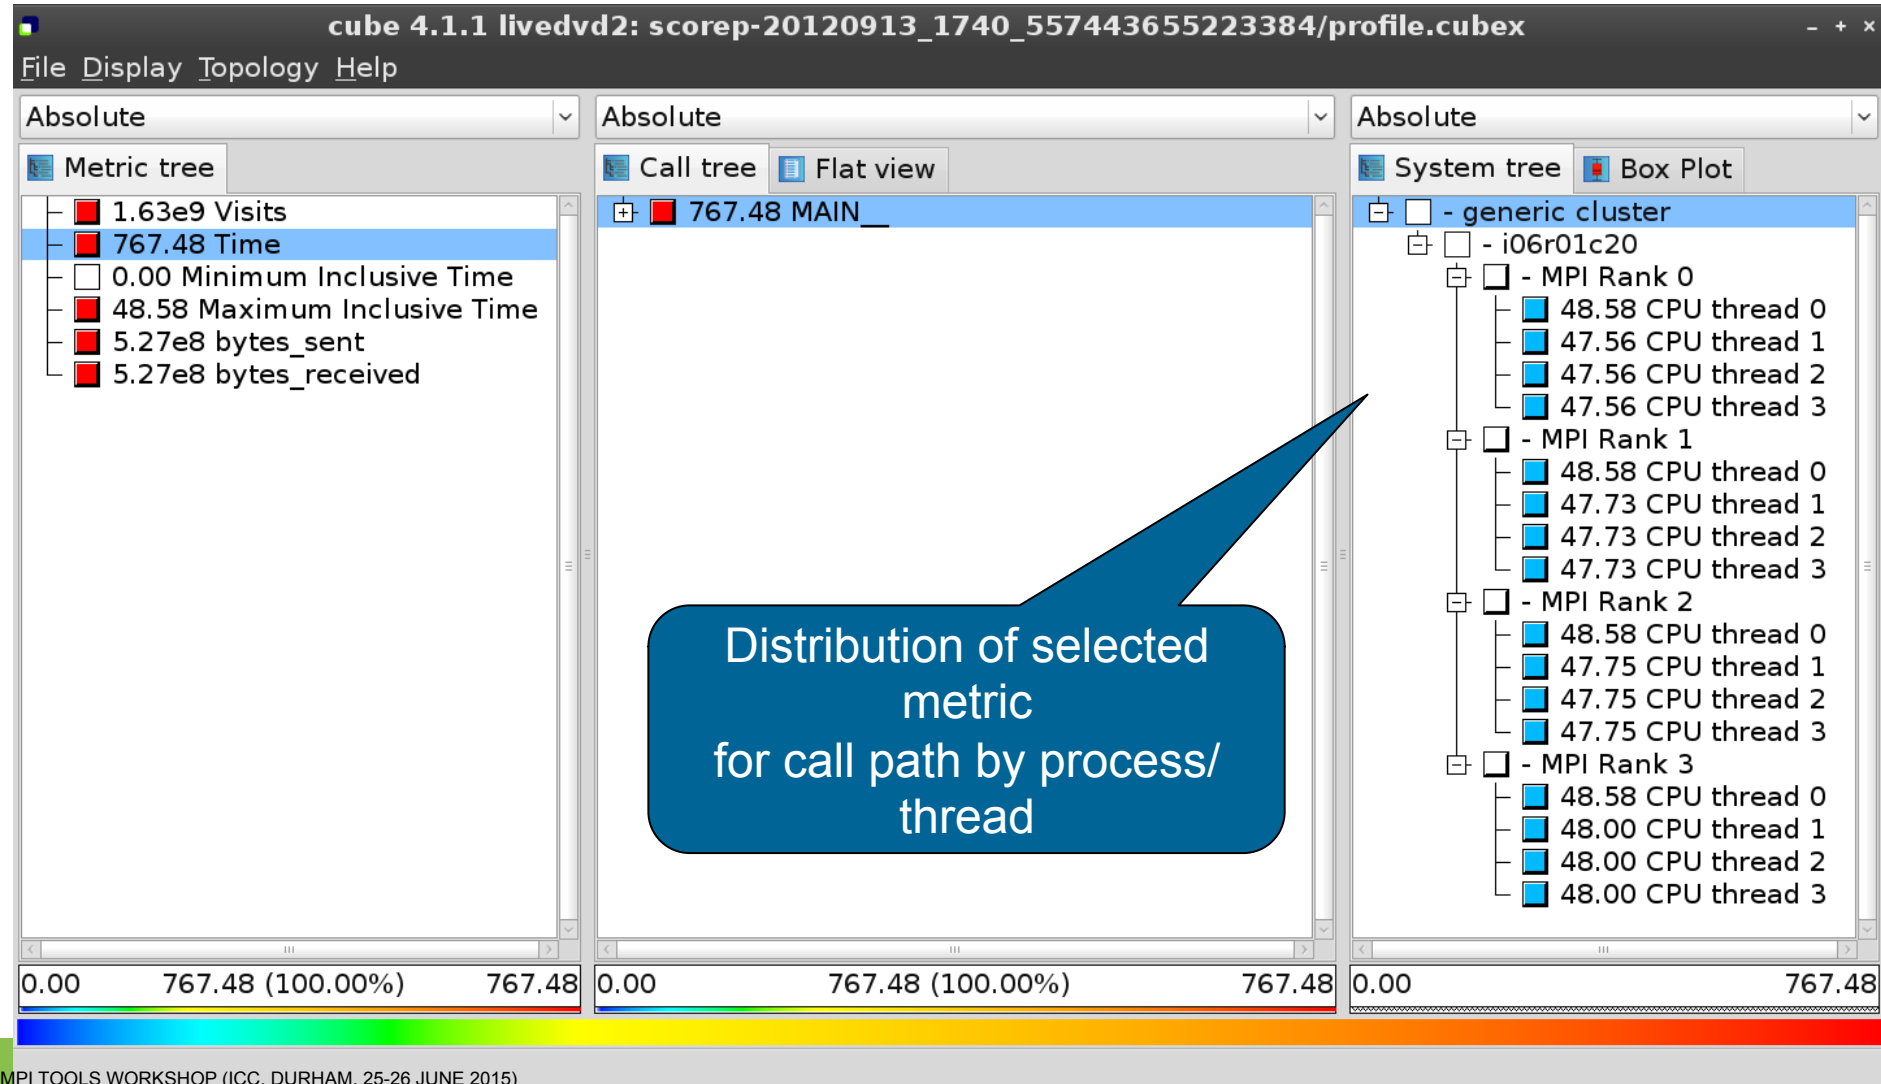 cube 4.1.1 livedvd2: scorep-20120913_1740_557443655223384/profile.cubex
File Display Topology Help
Absolute
Metric tree
1.63e9 Visits
767.48 Time
0.00 Minimum Inclusive Time
48.58 Maximum Inclusive Time
5.27e8 bytes_sent
5.27e8 bytes_received
0.00 767.48 (100.00%) 767.48
Absolute
Call tree Flat view
767.48 MAIN__
Distribution of selected
metric
for call path by process/
thread
0.00 767.48 (100.00%) 767.48
Absolute
System tree Box Plot
- generic cluster
- i06r01c20
- MPI Rank 0
48.58 CPU thread 0
47.56 CPU thread 1
47.56 CPU thread 2
47.56 CPU thread 3
- MPI Rank 1
48.58 CPU thread 0
47.73 CPU thread 1
47.73 CPU thread 2
47.73 CPU thread 3
- MPI Rank 2
48.58 CPU thread 0
47.75 CPU thread 1
47.75 CPU thread 2
47.75 CPU thread 3
- MPI Rank 3
48.58 CPU thread 0
48.00 CPU thread 1
48.00 CPU thread 2
48.00 CPU thread 3
0.00 767.48
MPI TOOLS WORKSHOP (ICC, DURHAM, 25-26 JUNE 2015)